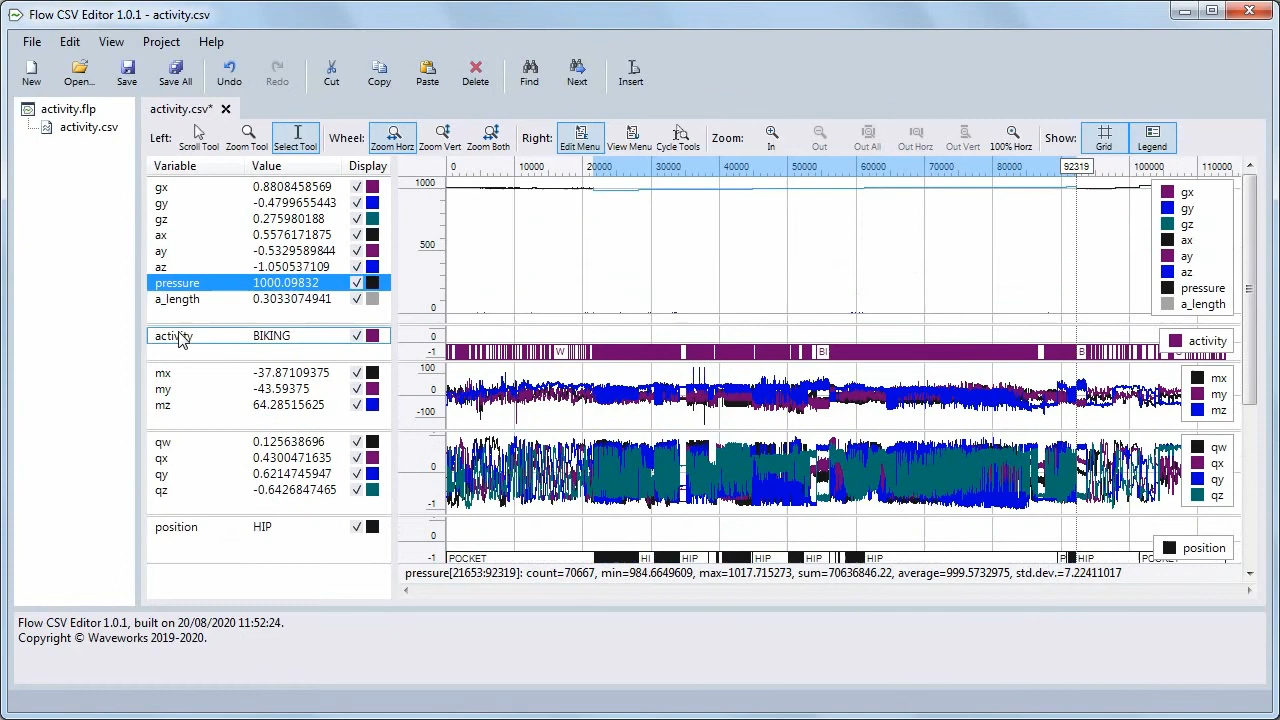 Flow CSV Editor 1.0.1 - activity.csv
File Edit View Project Help
New Open... Save Save All Undo Redo Cut Copy Paste Delete Find Next Insert
activity.flp
activity.csv
activity.csv*
Left: Scroll Tool Zoom Tool Select Tool Wheel: Zoom Horz Zoom Vert Zoom Both Right: Edit Menu View Menu Cycle Tools Zoom: In Out Out All Out Horz Out Vert 100% Horz Show: Grid Legend
Variable Value Display
0 10000 20000 30000 40000 50000 60000 70000 80000 92319 100000 110000
gx 0.8808458569
gy -0.4799655443
gz 0.275980188
ax 0.5576171875
ay -0.5329589844
az -1.050537109
pressure 1000.09832
a_length 0.3033074941
1000
500
0
gx
gy
gz
ax
ay
az
pressure
a_length
activity BIKING
0
-1
W BI B
activity
mx -37.87109375
my -43.59375
mz 64.28515625
100
0
-100
mx
my
mz
qw 0.125638696
qx 0.4300471635
qy 0.6214745947
qz -0.6426847465
0
-1
qw
qx
qy
qz
position HIP
0
-1
POCKET HI HIP HIP HIP HIP P HIP
position
pressure[21653:92319]: count=70667, min=984.6649609, max=1017.715273, sum=70636846.22, average=999.5732975, std.dev.=7.22411017
Flow CSV Editor 1.0.1, built on 20/08/2020 11:52:24.
Copyright © Waveworks 2019-2020.